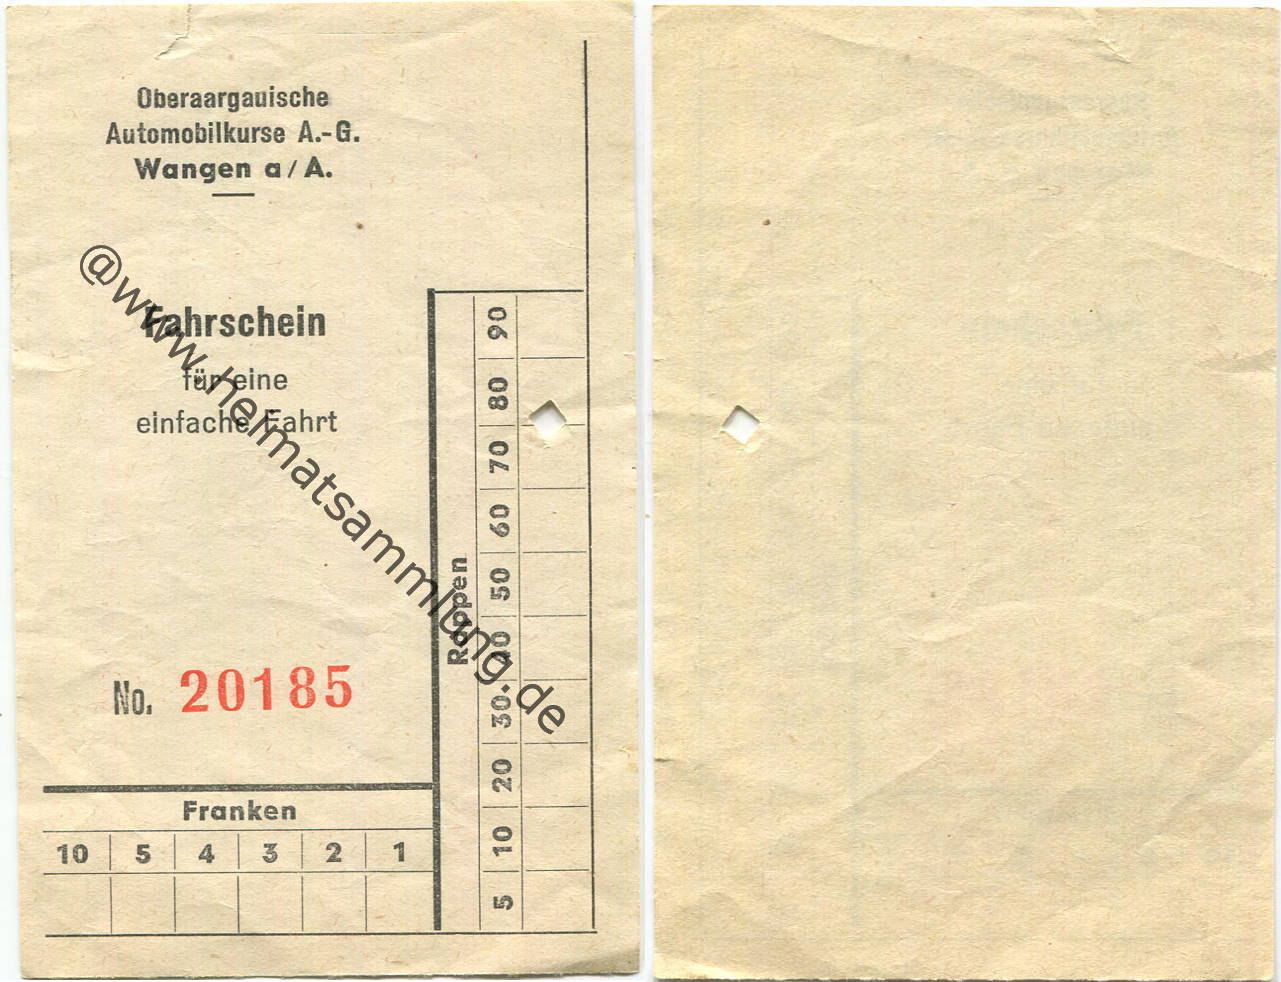 Oberaargauische
Automobilkurse A.-G.
Wangen a/A.
Fahrschein
für eine
einfache Fahrt
No. 20185
Franken
10 5 4 3 2 1
Rappen
5 10 20 30 40 50 60 70 80 90
@www.heimatsammlung.de